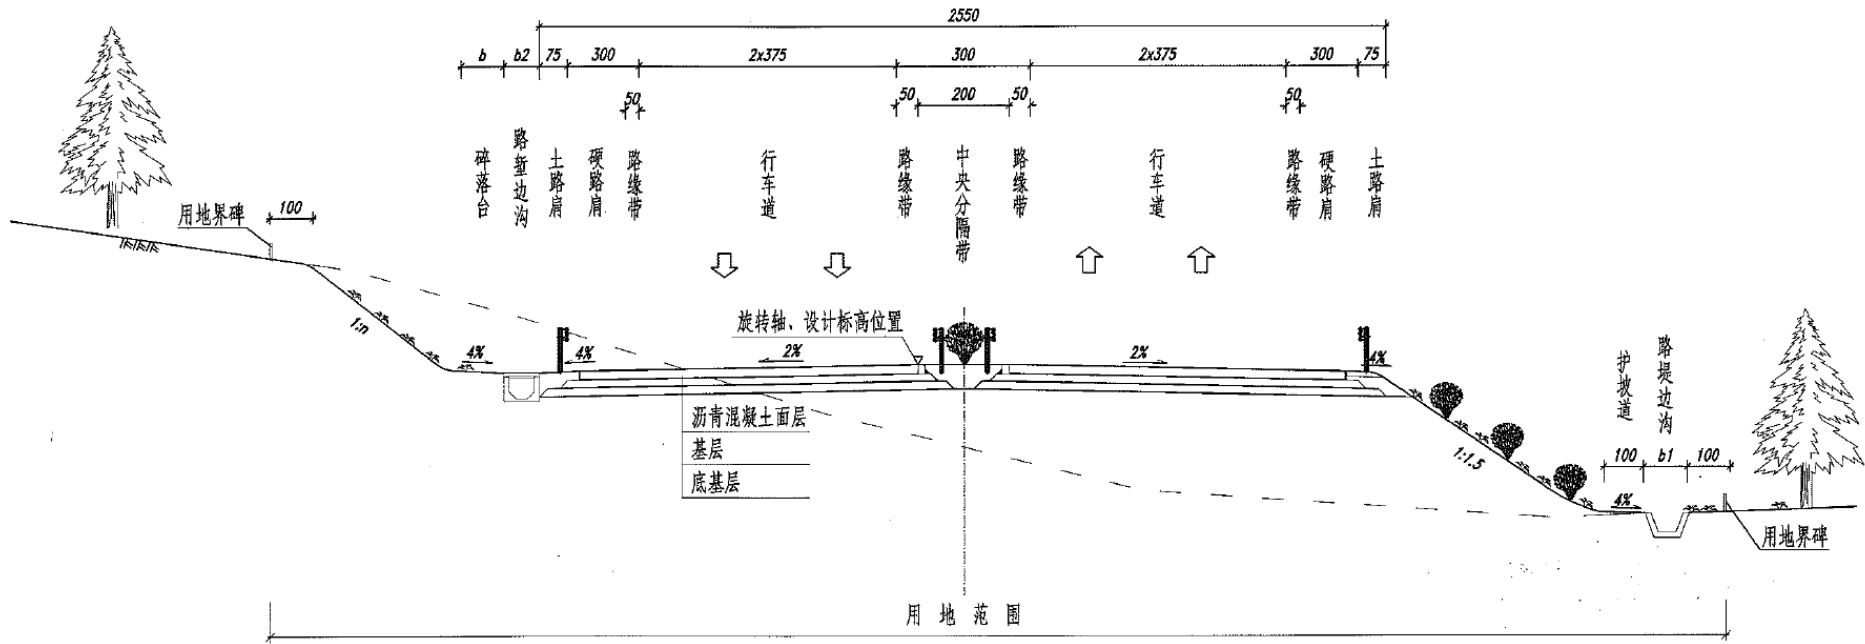 2550
b b2 75 300 2x375 300 2x375 300 75
50 50 200 50 50
碎落台
路堑边沟
土路肩
硬路肩
路缘带
行车道
路缘带
中央分隔带
路缘带
行车道
路缘带
硬路肩
土路肩
用地界碑
100
1:n
旋转轴、设计标高位置
4% 4% 2% 2% 4%
沥青混凝土面层
基层
底基层
1:1.5
护坡道
路堤边沟
100 b1 100
4%
用地界碑
用地范围